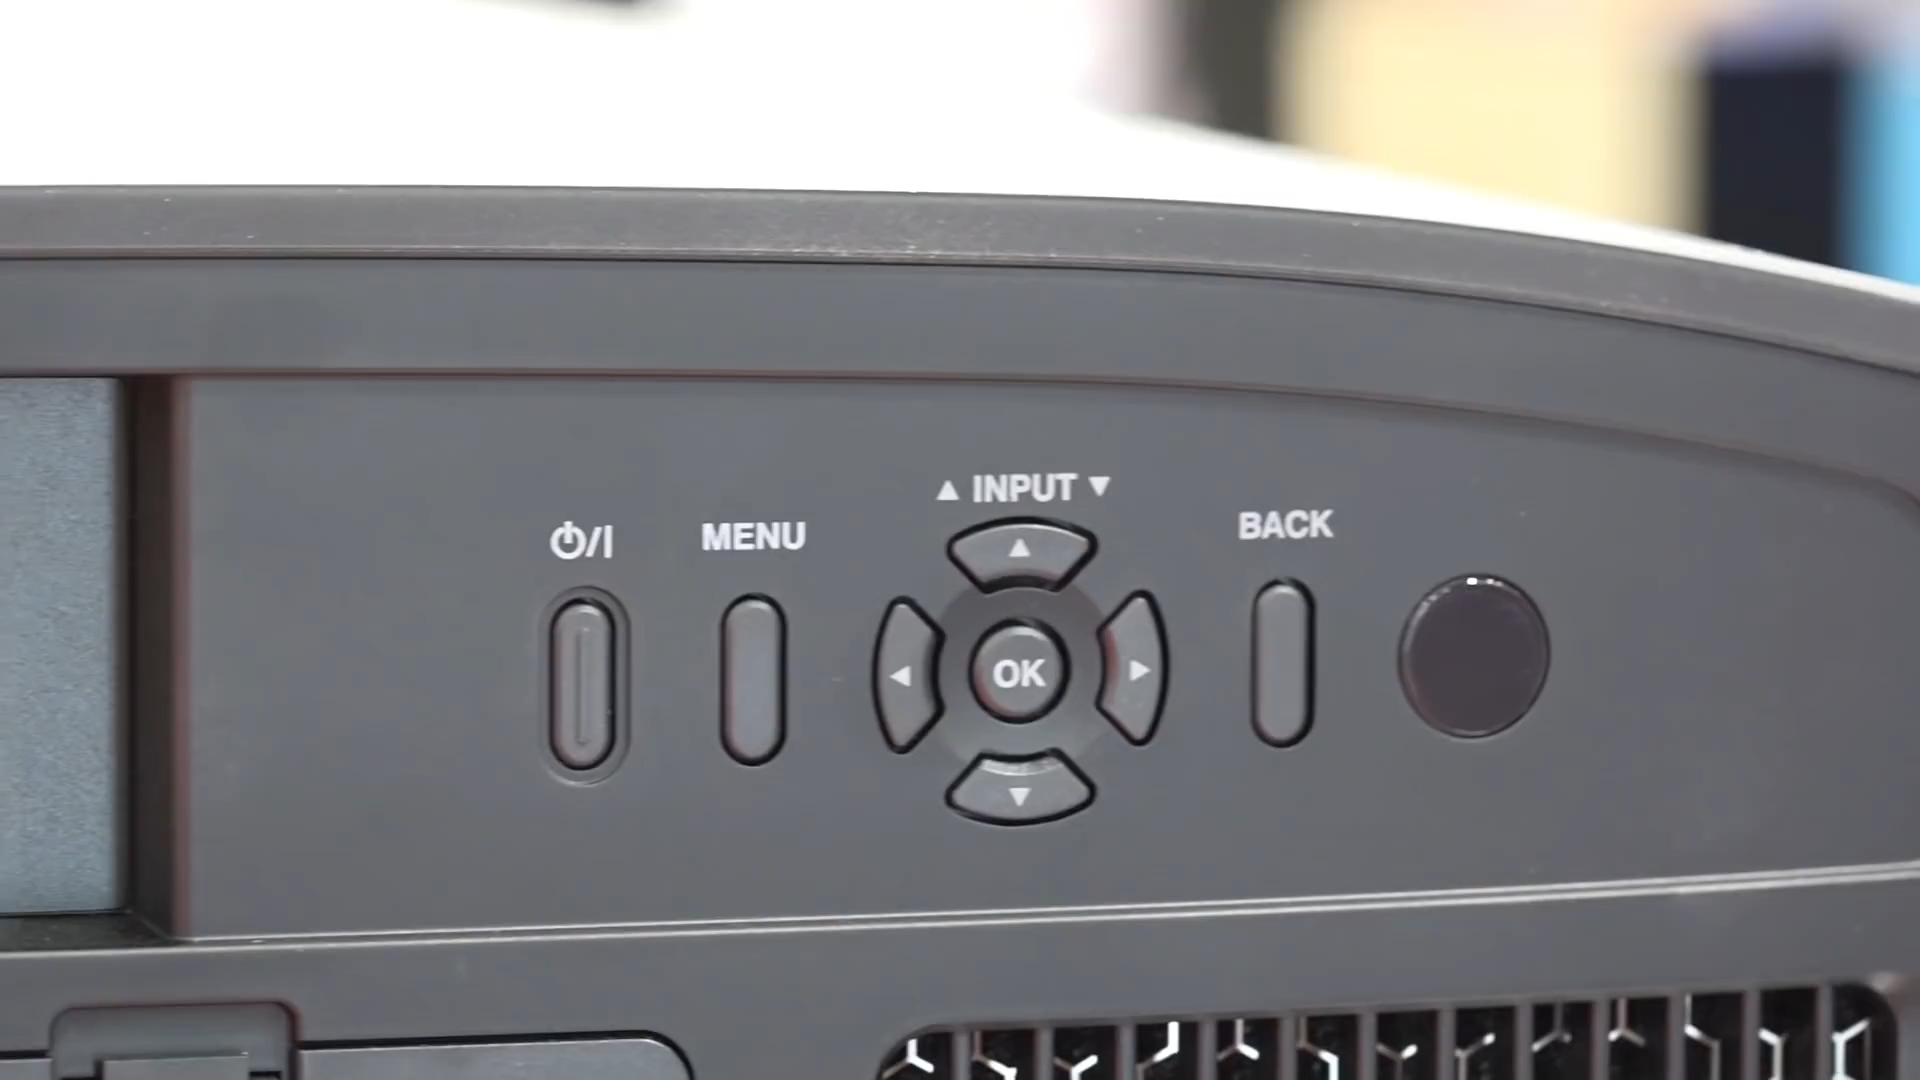 ▲ INPUT ▼
⏻/I
MENU
BACK
▲
◀ OK ▶
▼